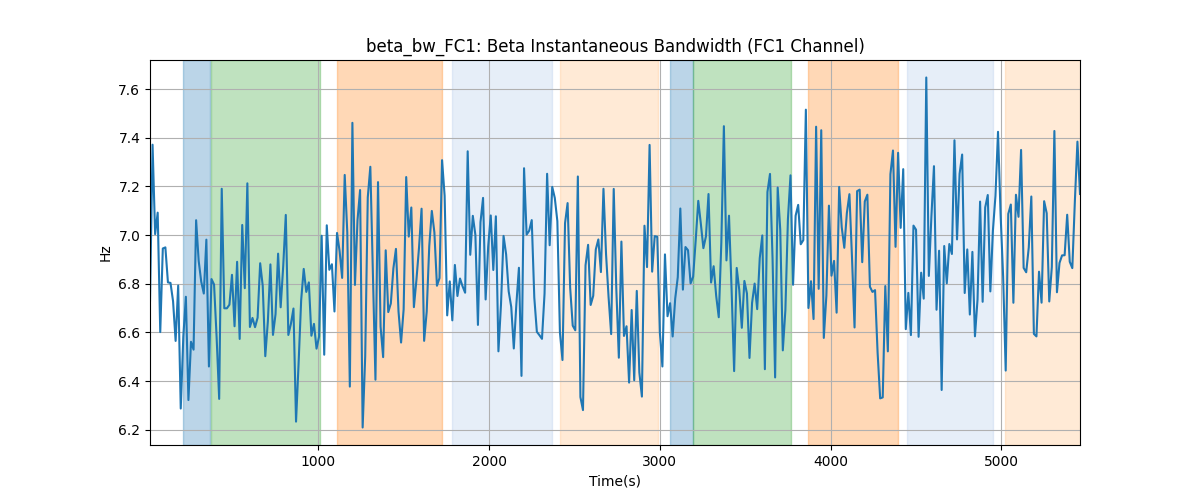 beta_bw_FC1: Beta Instantaneous Bandwidth (FC1 Channel)
7.6
7.4
7.2
7.0
6.8
6.6
6.4
6.2
Hz
1000 2000 3000 4000 5000
Time(s)